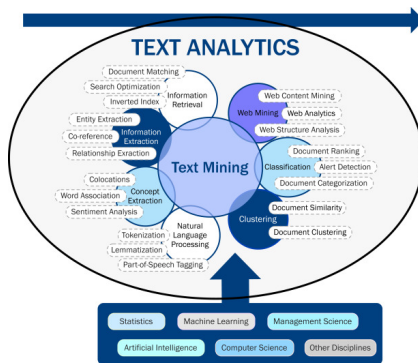 TEXT ANALYTICS
Document Matching
Search Optimization
Inverted Index
Information
Retrieval
Entity Extraction
Co-reference
Relationship Exraction
Information
Extraction
Colocations
Word Association
Sentiment Analysis
Concept
Extraction
Tokenization
Lemmatization
Part-of-Speech Tagging
Natural
Language
Processing
Text Mining
Web Mining
Web Content Mining
Web Analytics
Web Structure Analysis
Classification
Document Ranking
Alert Detection
Document Categorization
Clustering
Document Similarity
Document Clustering
Statistics
Machine Learning
Management Science
Artificial Intelligence
Computer Science
Other Disciplines